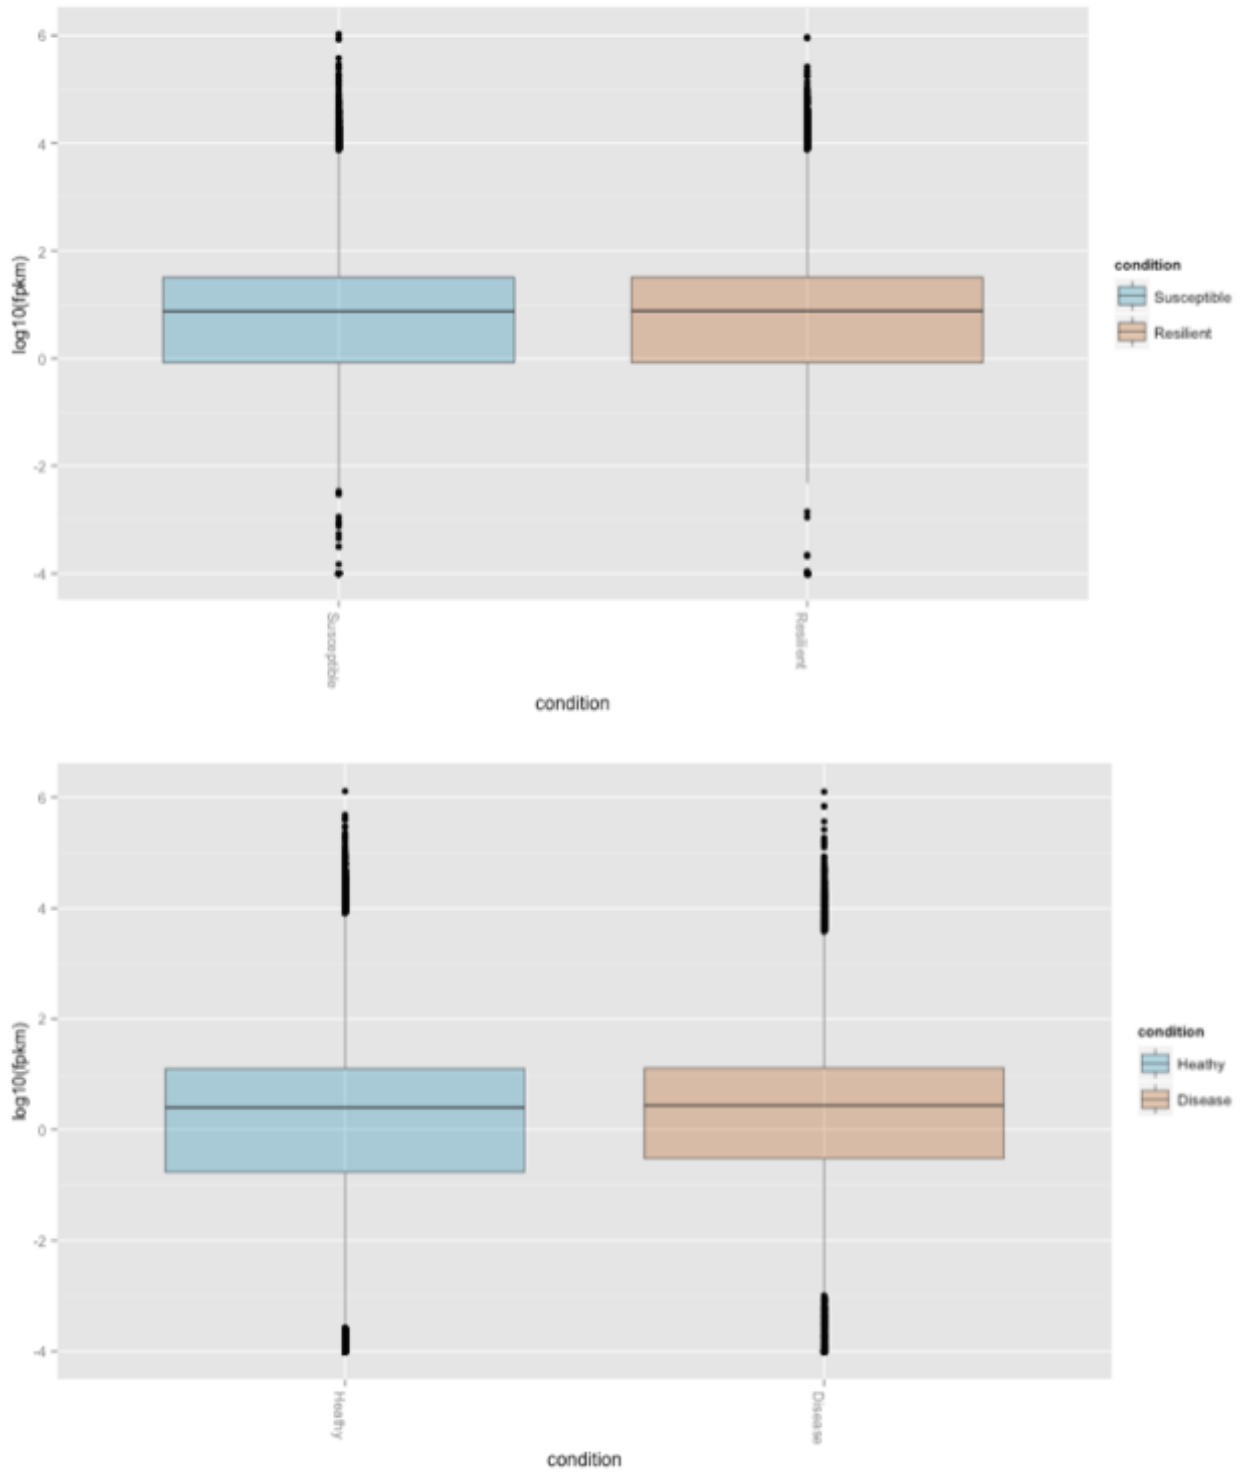 6
4
2
0
-2
-4
log10(fpkm)
Susceptible
Resilient
condition
condition
Susceptible
Resilient
6
4
2
0
-2
-4
log10(fpkm)
Heathy
Disease
condition
condition
Heathy
Disease